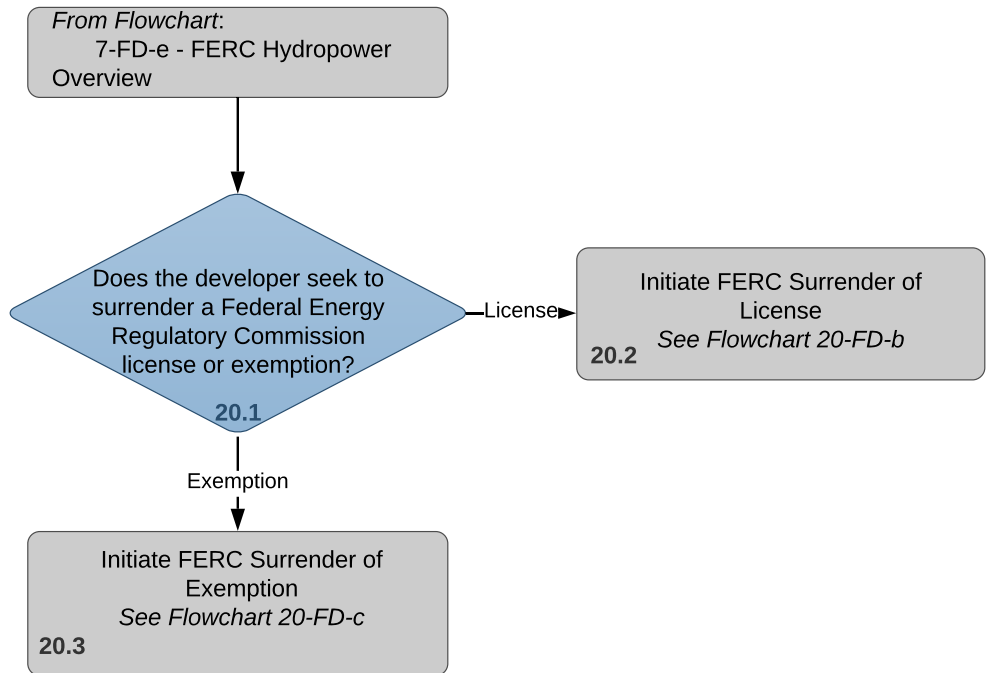 From Flowchart:
7-FD-e - FERC Hydropower
Overview
Does the developer seek to
surrender a Federal Energy
Regulatory Commission
license or exemption?
20.1
License
Initiate FERC Surrender of
License
See Flowchart 20-FD-b
20.2
Exemption
Initiate FERC Surrender of
Exemption
See Flowchart 20-FD-c
20.3